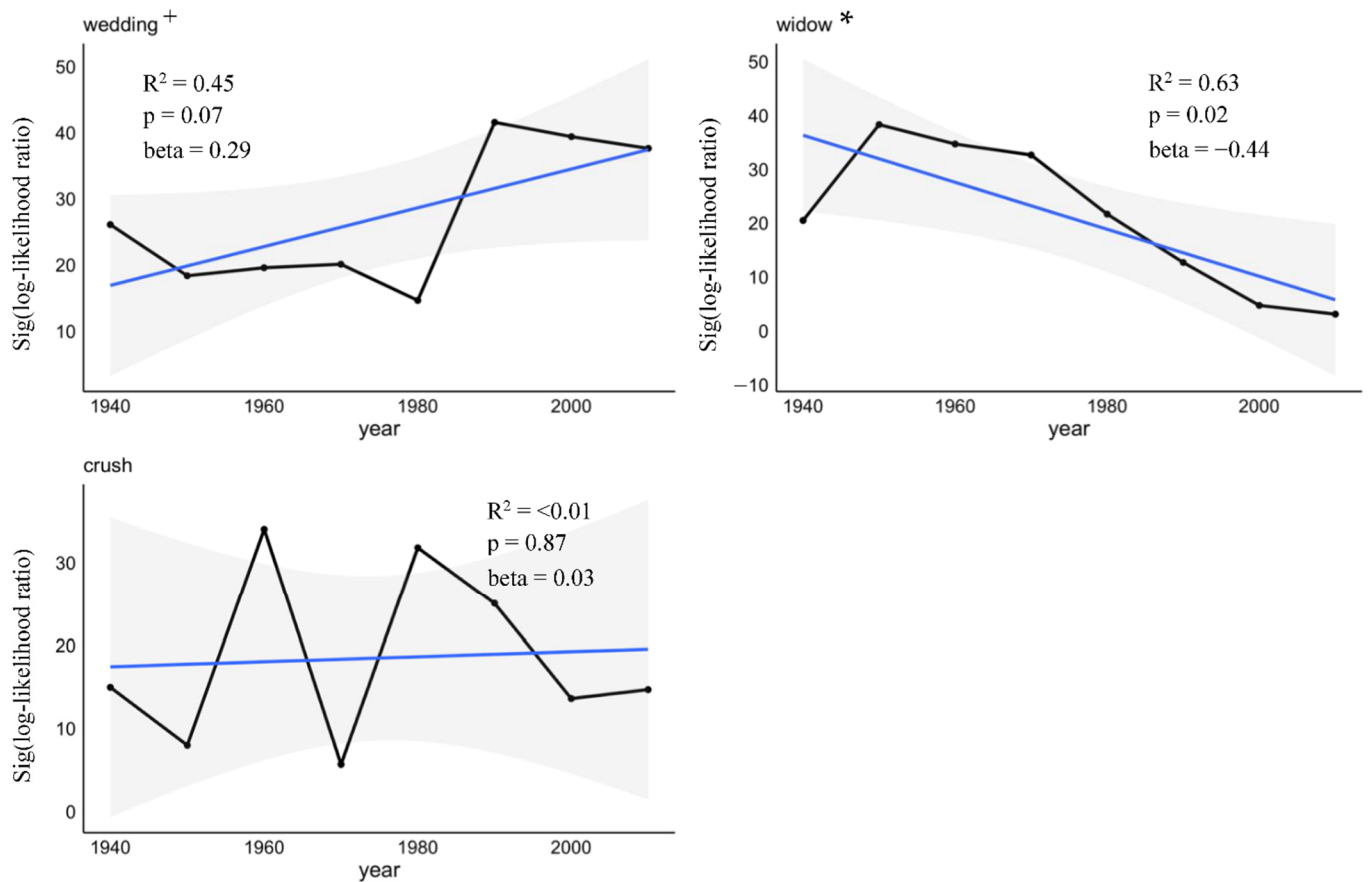 wedding +
R² = 0.45
p = 0.07
beta = 0.29
Sig(log-likelihood ratio)
50
40
30
20
10
1940 1960 1980 2000
year
widow *
R² = 0.63
p = 0.02
beta = −0.44
Sig(log-likelihood ratio)
50
40
30
20
10
0
−10
1940 1960 1980 2000
year
crush
R² = <0.01
p = 0.87
beta = 0.03
Sig(log-likelihood ratio)
30
20
10
0
1940 1960 1980 2000
year